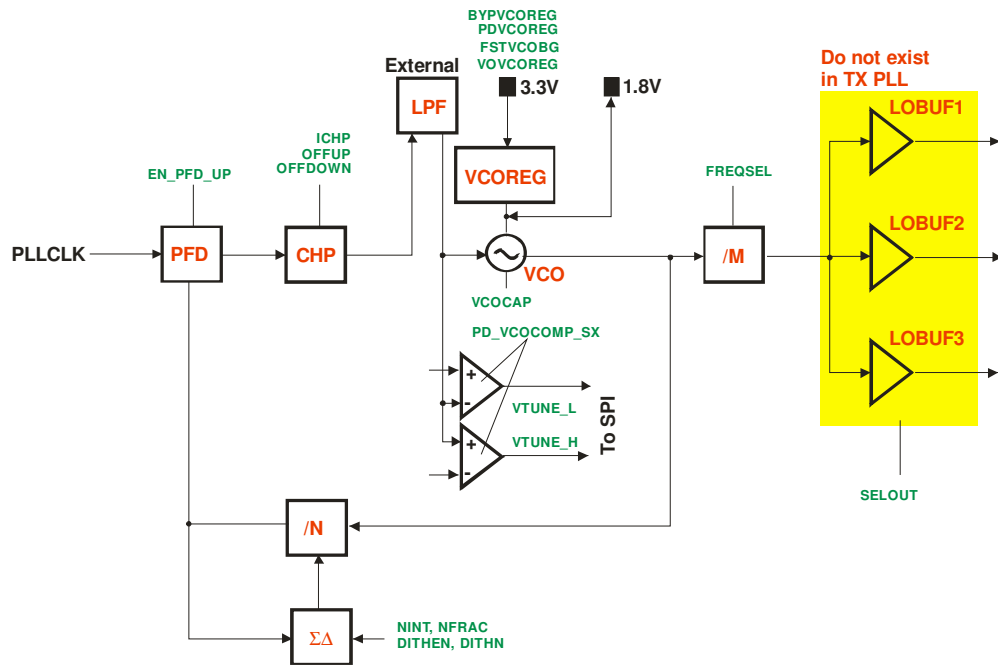 BYPVCOREG
PDVCOREG
FSTVCOBG
VOVCOREG
External
3.3V
1.8V
Do not exist
in TX PLL
LPF
LOBUF1
ICHP
OFFUP
OFFDOWN
EN_PFD_UP
VCOREG
FREQSEL
LOBUF2
PLLCLK
PFD
CHP
VCO
/M
VCOCAP
PD_VCOCOMP_SX
LOBUF3
+
-
VTUNE_L
+
-
VTUNE_H
To SPI
SELOUT
/N
ΣΔ
NINT, NFRAC
DITHEN, DITHN